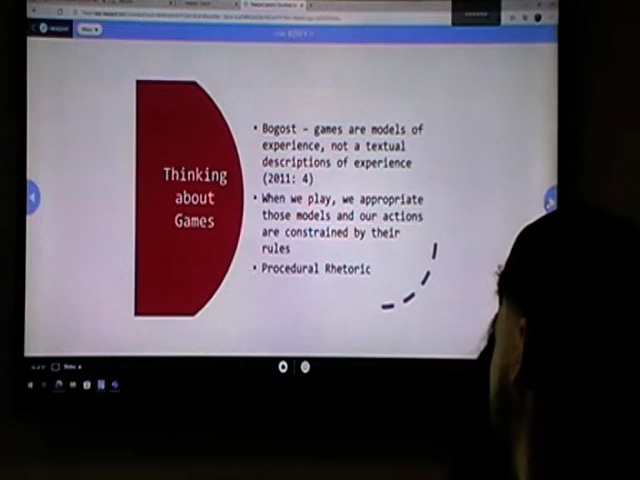 Thinking
about
Games
• Bogost – games are models of
experience, not a textual
descriptions of experience
(2011: 4)
• When we play, we appropriate
those models and our actions
are constrained by their
rules
• Procedural Rhetoric